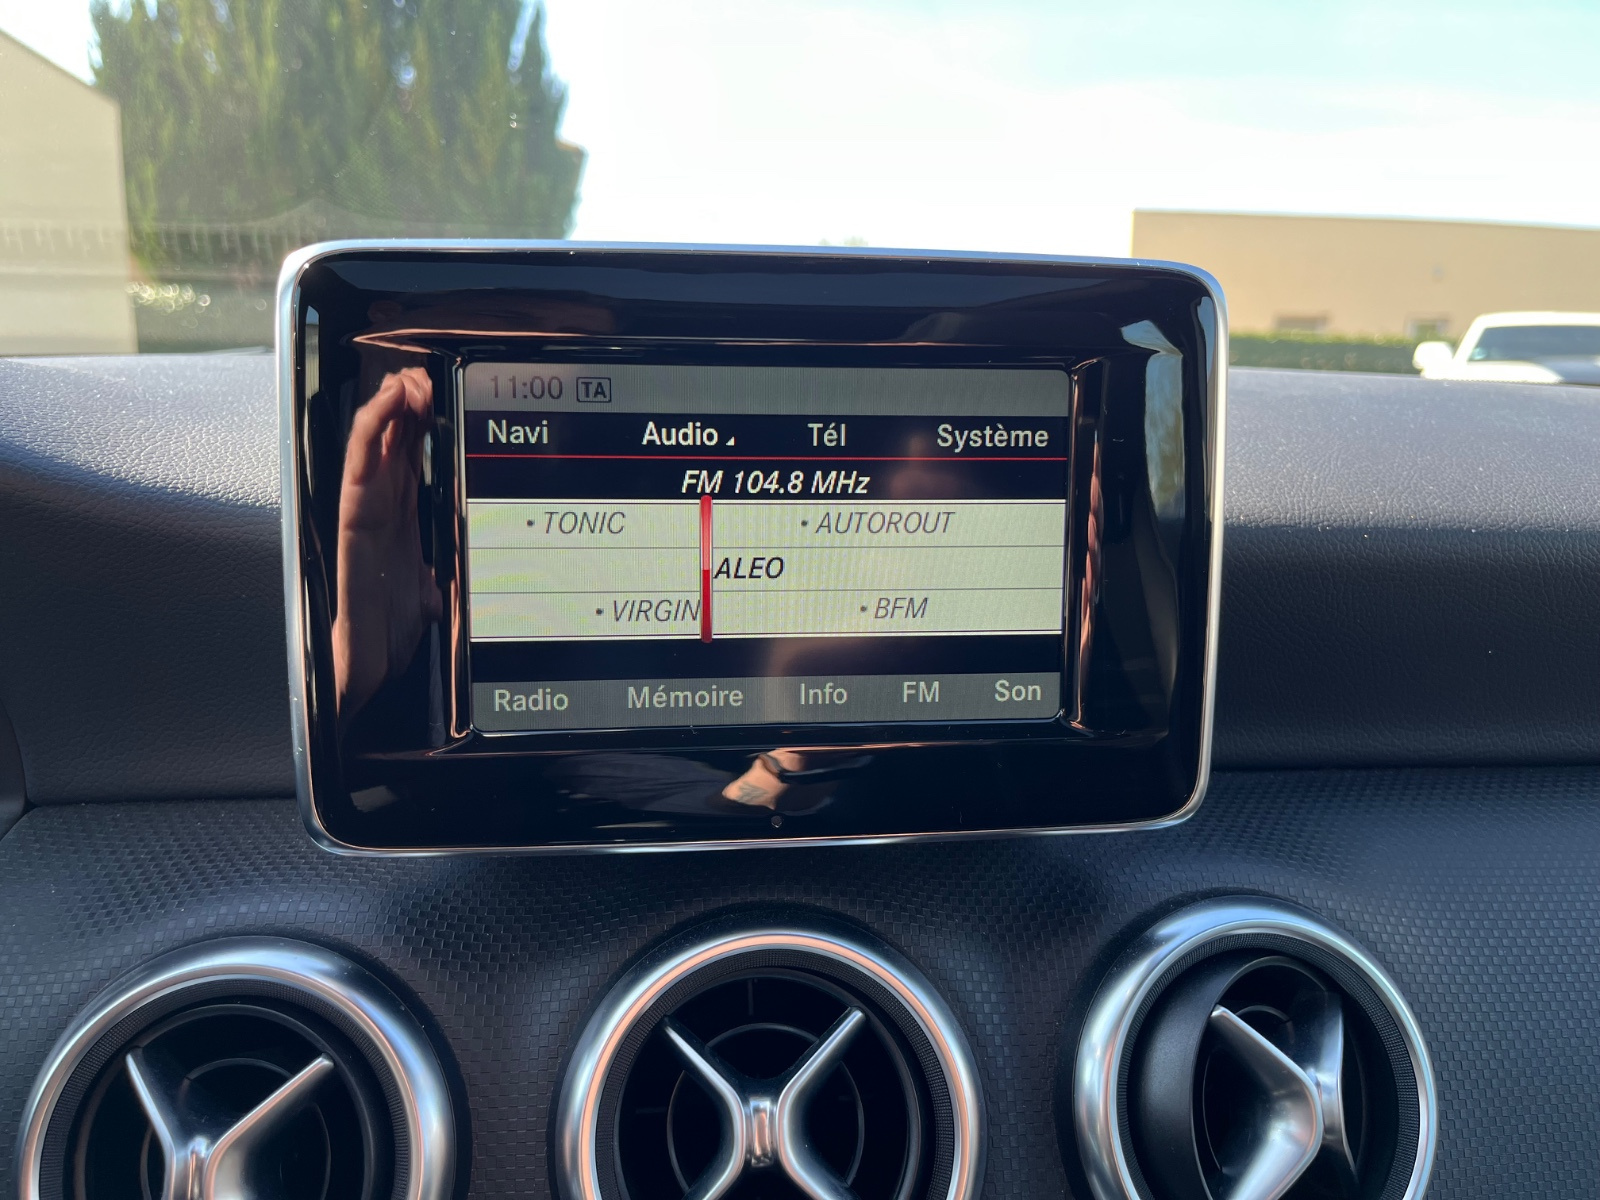 11:00 TA
Navi Audio Tél Système
FM 104.8 MHz
• TONIC • AUTOROUT
ALEO
• VIRGIN • BFM
Radio Mémoire Info FM Son